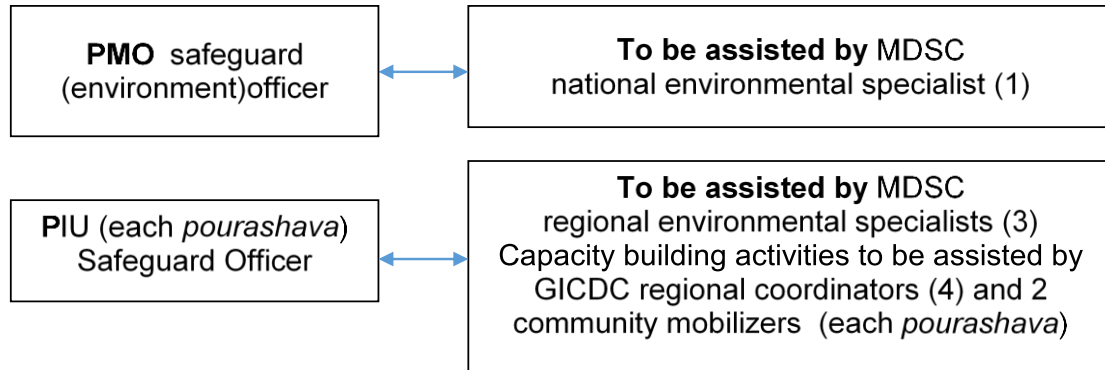 PMO safeguard
(environment)officer
To be assisted by MDSC
national environmental specialist (1)
PIU (each pourashava)
Safeguard Officer
To be assisted by MDSC
regional environmental specialists (3)
Capacity building activities to be assisted by
GICDC regional coordinators (4) and 2
community mobilizers (each pourashava)